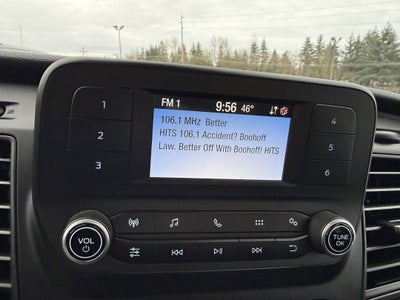 FM 1 9:56 46°
1
2
3
106.1 MHz Better
HITS 106.1 Accident? Boohoff
Law. Better Off With Boohoff! HITS
4
5
6
VOL
TUNE
OK